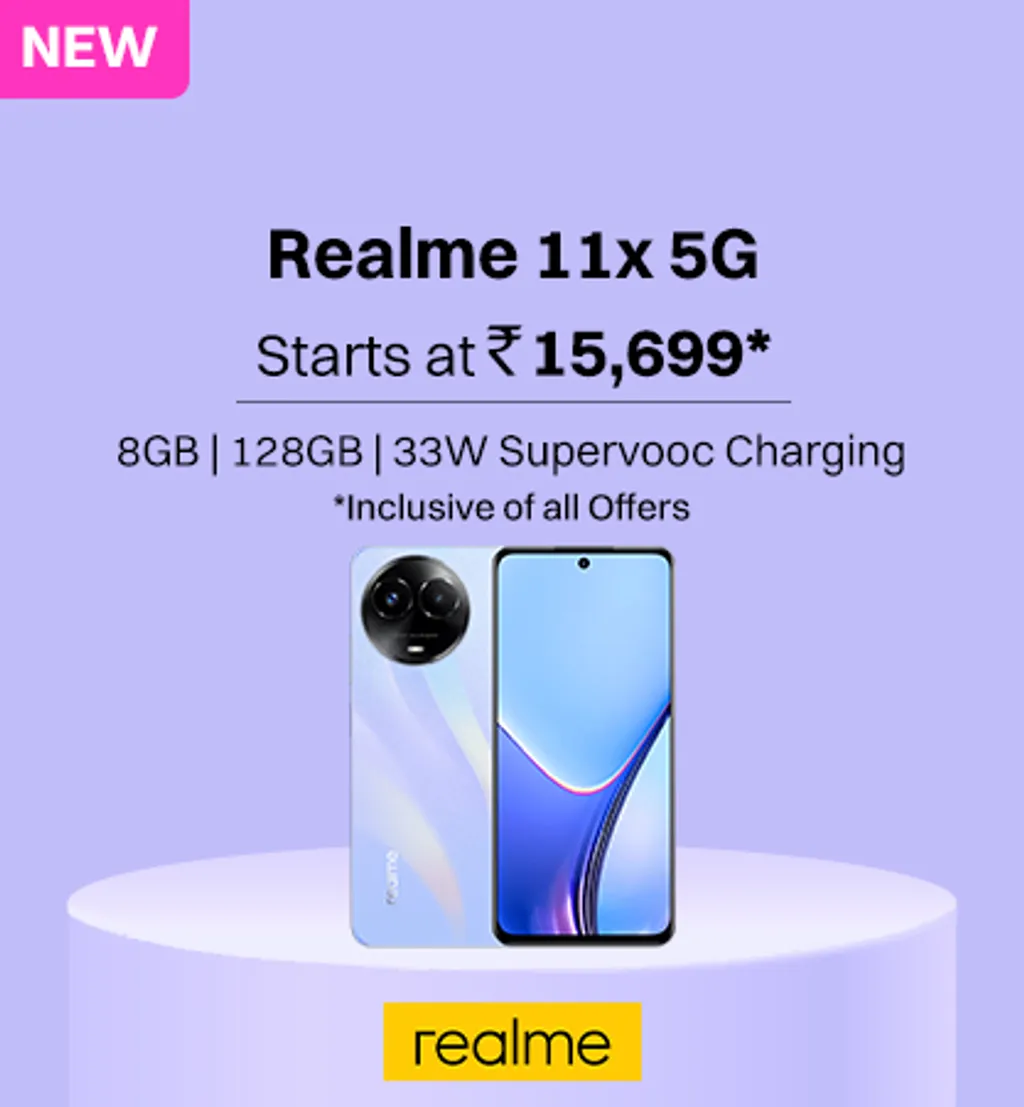 NEW
Realme 11x 5G
Starts at ₹ 15,699*
8GB | 128GB | 33W Supervooc Charging
*Inclusive of all Offers
realme
realme